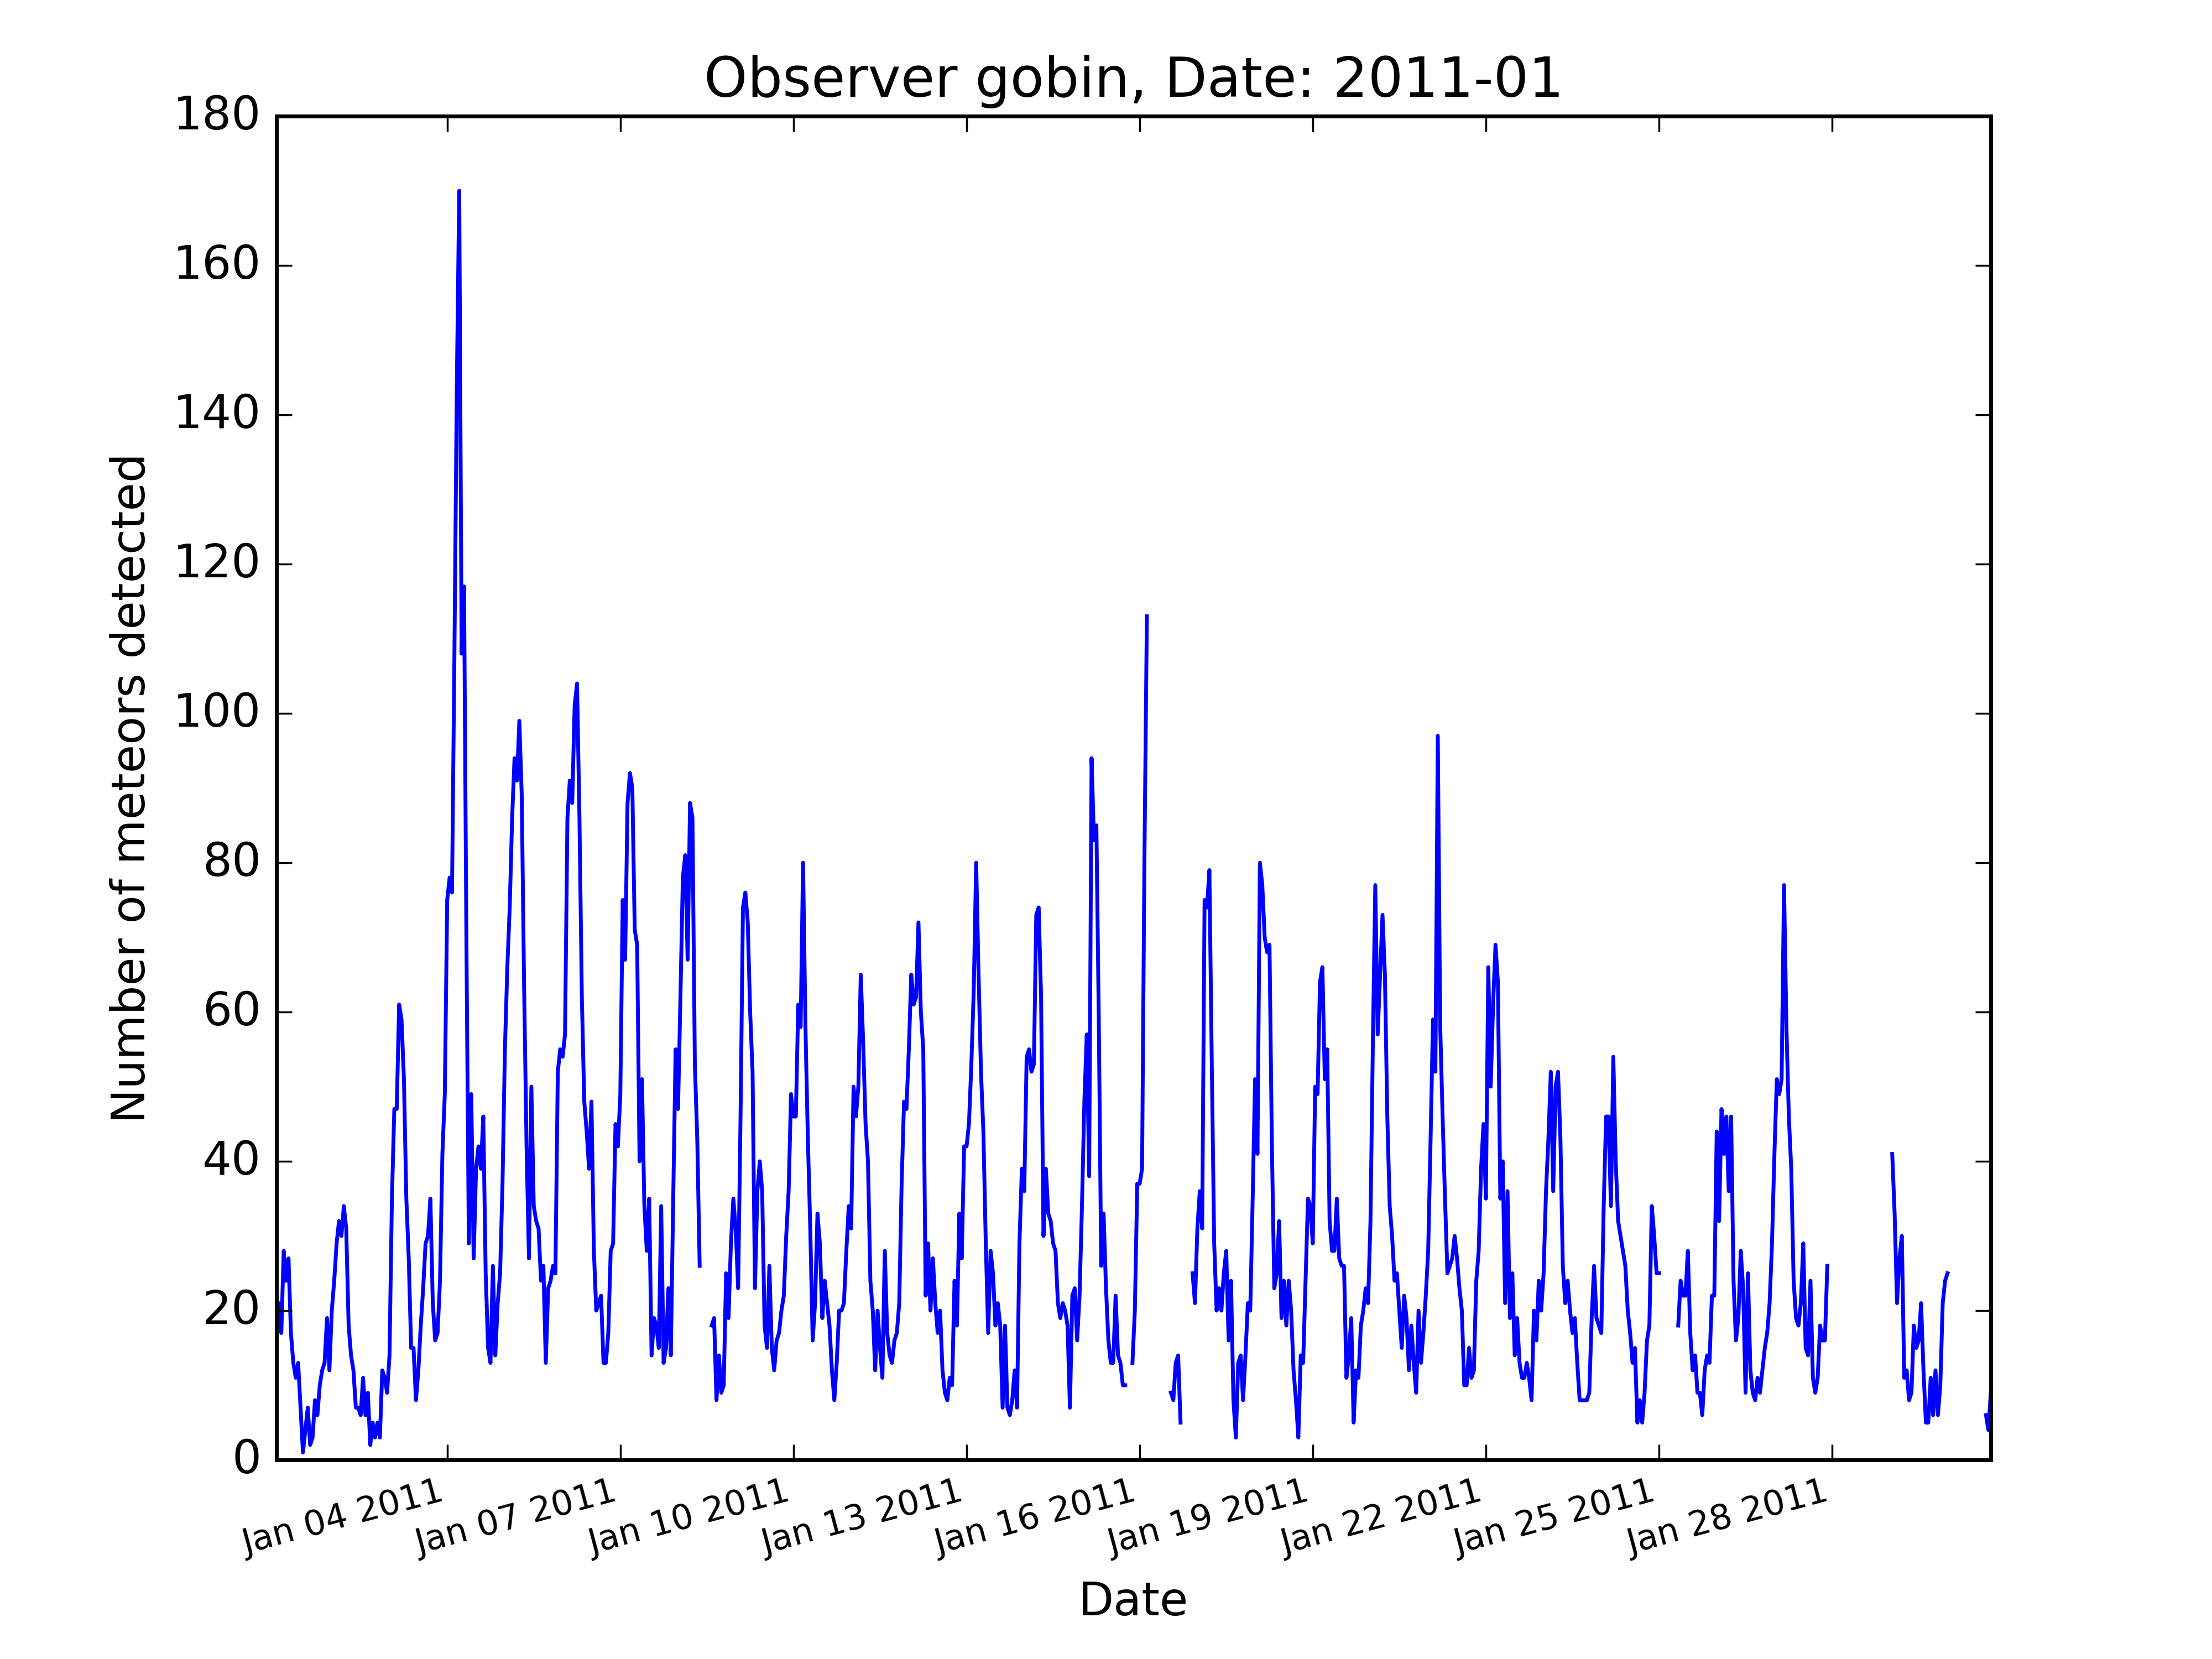 Observer gobin, Date: 2011-01
180
160
140
120
100
80
60
40
20
0
Number of meteors detected
Jan 04 2011
Jan 07 2011
Jan 10 2011
Jan 13 2011
Jan 16 2011
Jan 19 2011
Jan 22 2011
Jan 25 2011
Jan 28 2011
Date